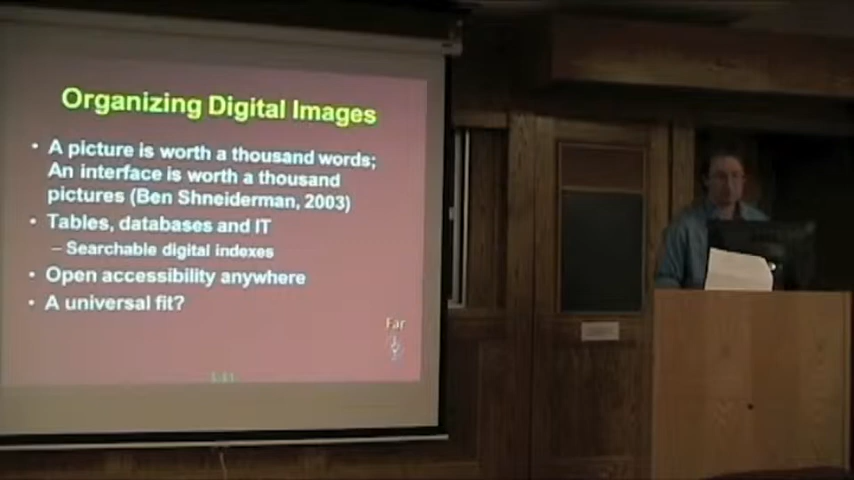 Organizing Digital Images
• A picture is worth a thousand words;
An interface is worth a thousand
pictures (Ben Shneiderman, 2003)
• Tables, databases and IT
– Searchable digital indexes
• Open accessibility anywhere
• A universal fit?
Far